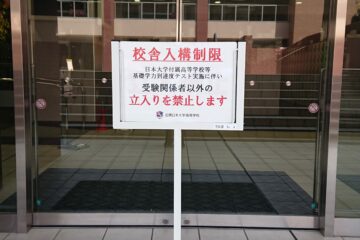 校舎入構制限
日本大学付属高等学校等
基礎学力到達度テスト実施に伴い
受験関係者以外の
立入りを禁止します